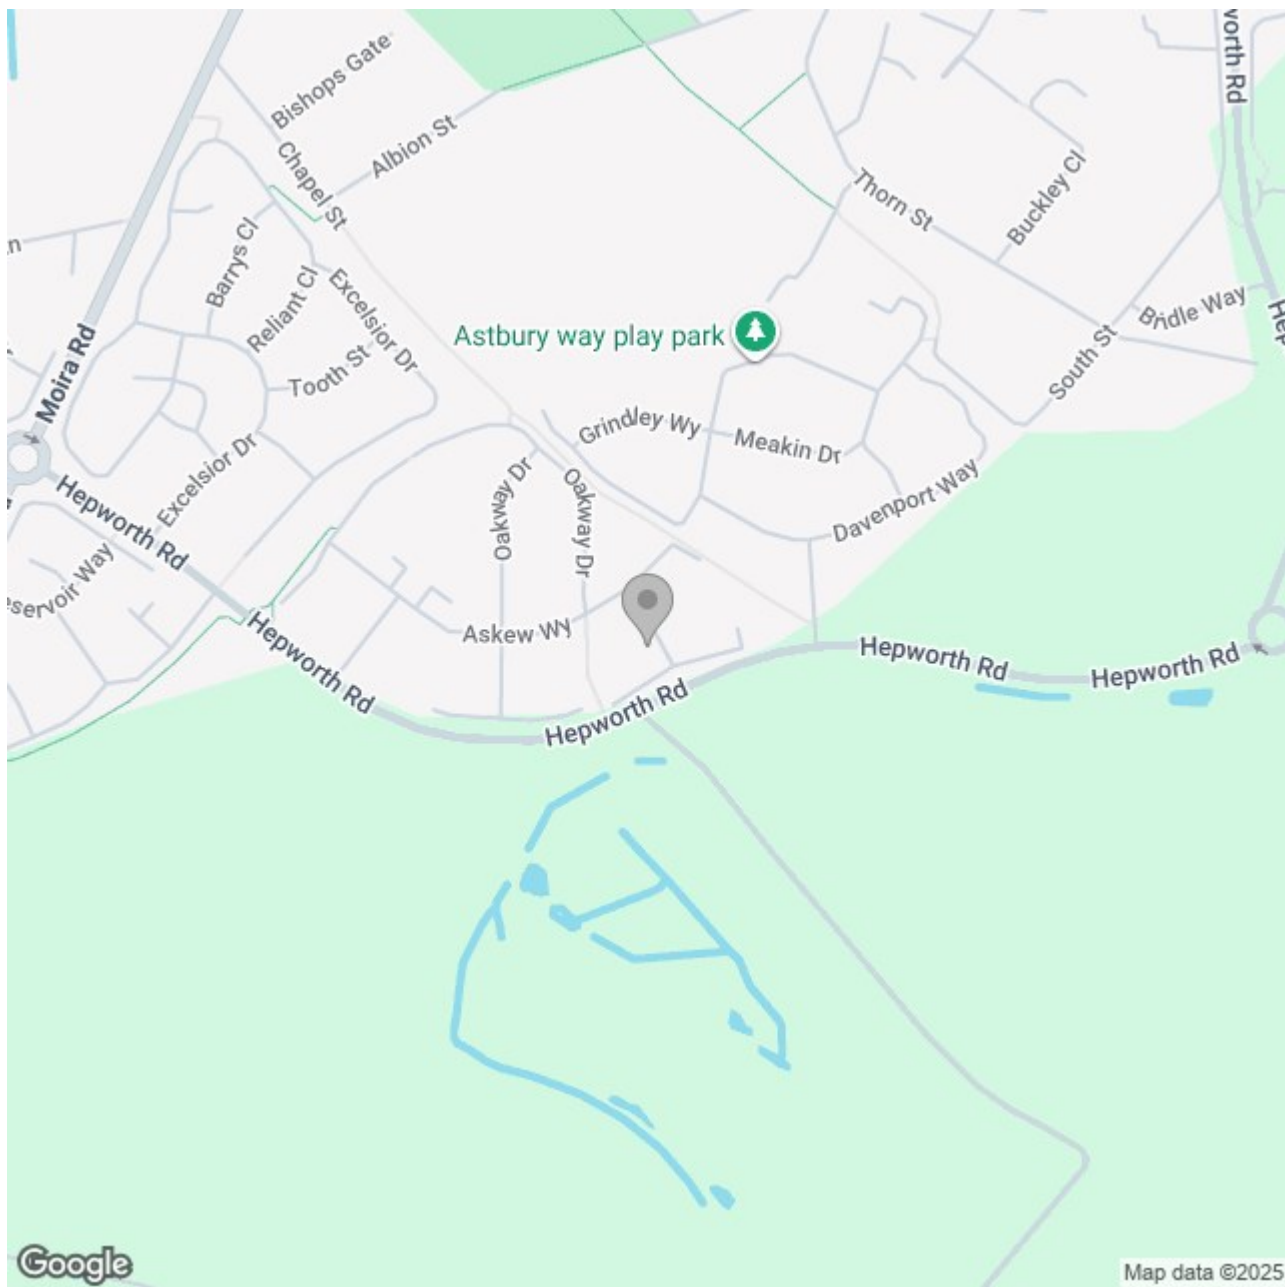 worth Rd
Bishops Gate
Albion St
Chapel St
Thorn St
Buckley Cl
Barrys Cl
Reliant Cl
Excelsior Dr
Bridle Way
Astbury way play park
Moira Rd
Tooth St
South St
Grindley Wy
Meakin Dr
Excelsior Dr
Oakway Dr
Oakway Dr
Davenport Way
Hepworth Rd
eservoir Way
Askew Wy
Hepworth Rd
Hepworth Rd
Hepworth Rd
Hepworth Rd
Google
Map data ©2025